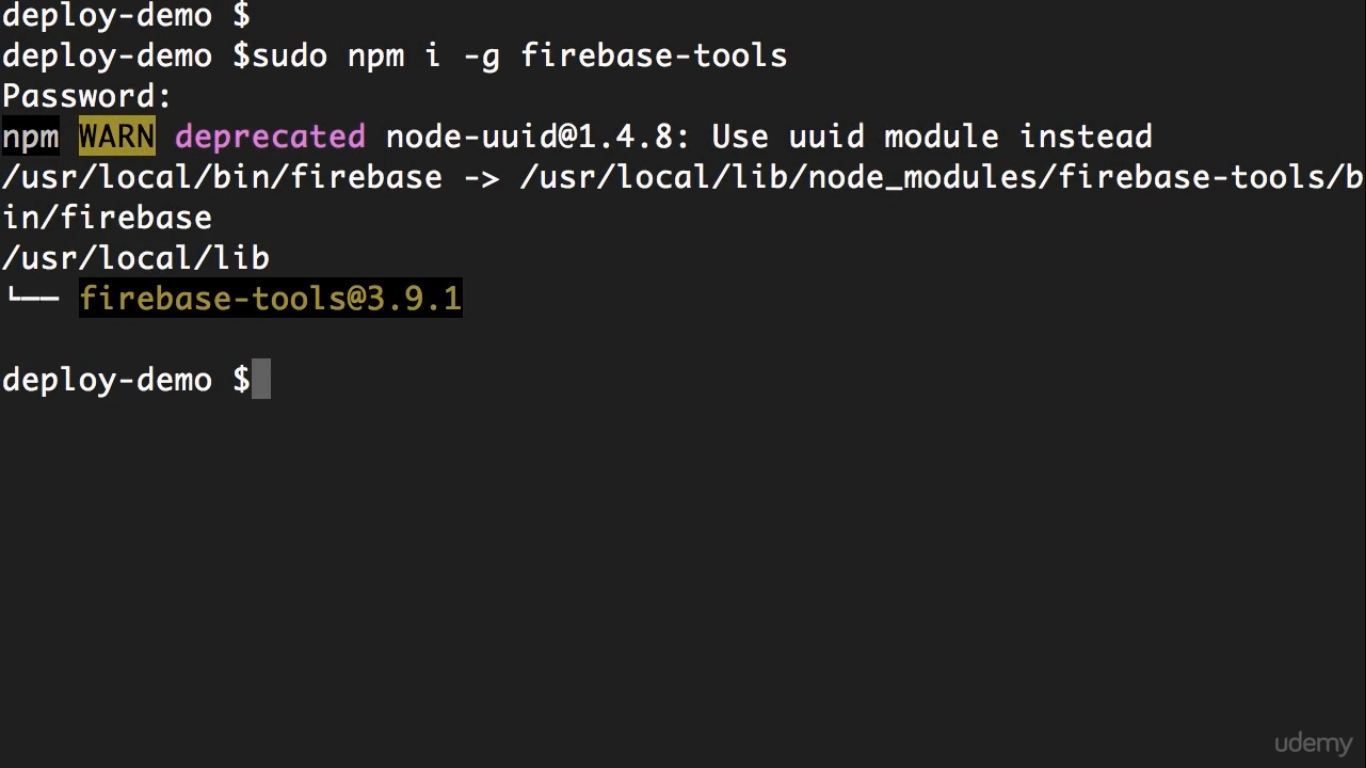 deploy-demo $
deploy-demo $sudo npm i -g firebase-tools
Password:
npm WARN deprecated node-uuid@1.4.8: Use uuid module instead
/usr/local/bin/firebase -> /usr/local/lib/node_modules/firebase-tools/b
in/firebase
/usr/local/lib
└── firebase-tools@3.9.1
deploy-demo $
udemy